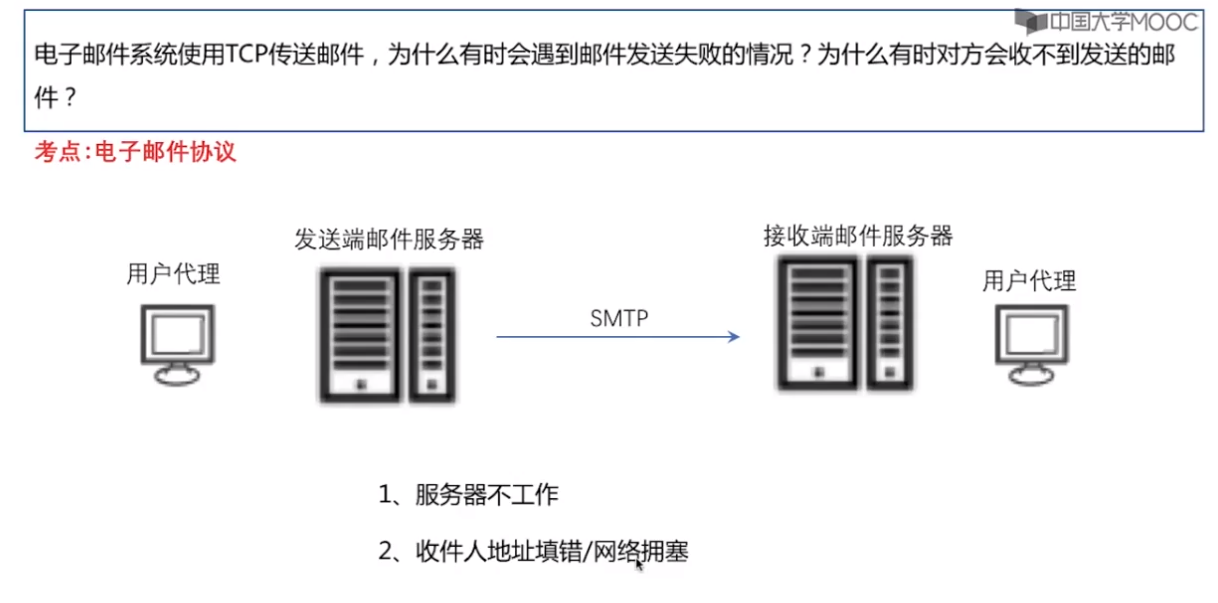 中国大学MOOC
电子邮件系统使用TCP传送邮件，为什么有时会遇到邮件发送失败的情况？为什么有时对方会收不到发送的邮
件？
考点:电子邮件协议
发送端邮件服务器
接收端邮件服务器
用户代理
用户代理
SMTP
1、服务器不工作
2、收件人地址填错/网络拥塞